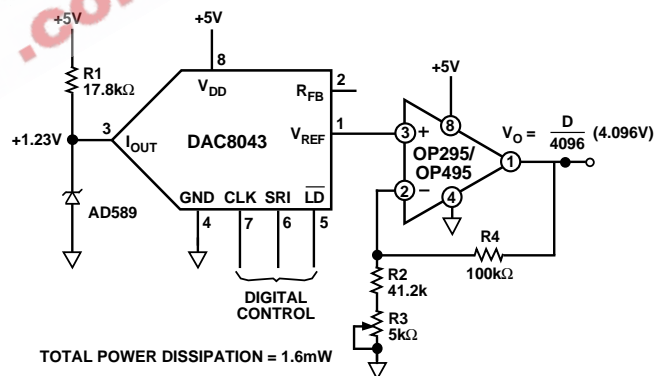 .com
+5V
+5V
R1
17.8kΩ
8
VDD
2
RFB
+5V
+1.23V
3
IOUT
DAC8043
VREF
1
3
+
8
OP295/
OP495
1
VO = D/4096 (4.096V)
2
−
4
AD589
GND CLK SRI LD
4
7
6
5
DIGITAL
CONTROL
R4
100kΩ
R2
41.2k
R3
5kΩ
TOTAL POWER DISSIPATION = 1.6mW